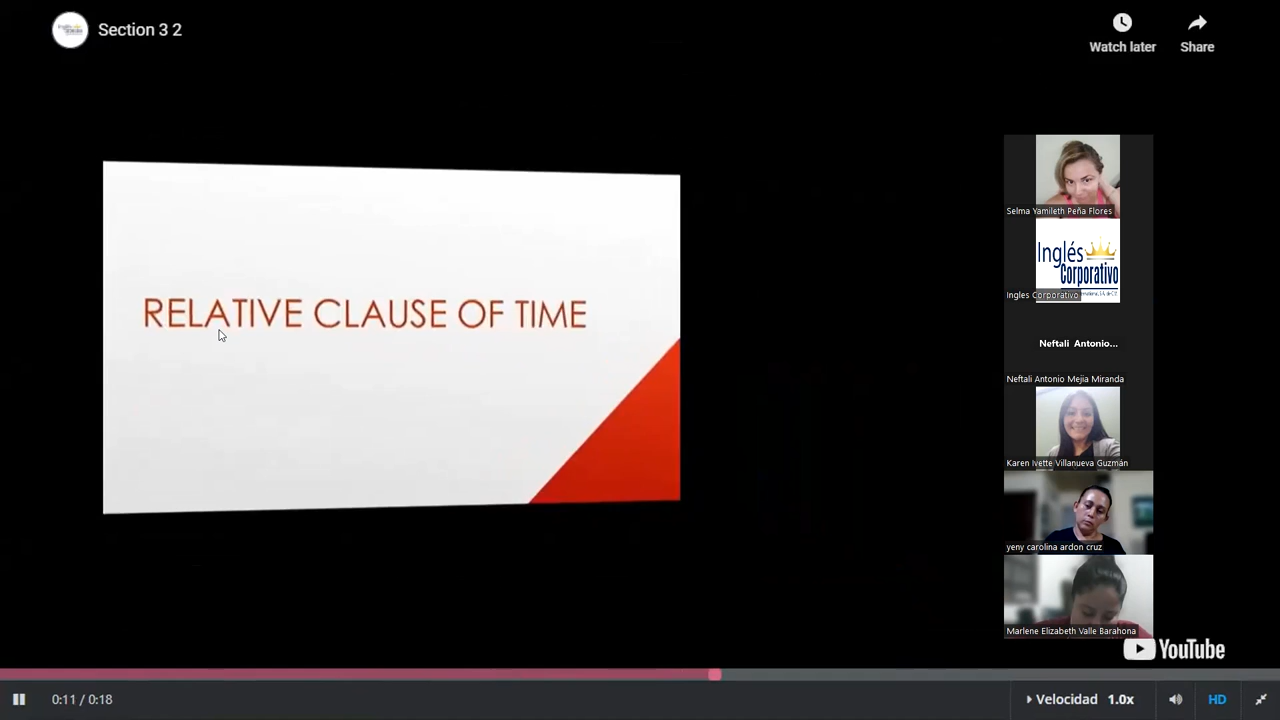 Section 3 2
Watch later
Share
RELATIVE CLAUSE OF TIME
Selma Yamileth Peña Flores
Inglés
Corporativo
Ingles Corporativo
Neftali Antonio...
Neftali Antonio Mejia Miranda
Karen Ivette Villanueva Guzmán
yeny carolina ardon cruz
Marlene Elizabeth Valle Barahona
YouTube
0:11 / 0:18
Velocidad 1.0x
HD